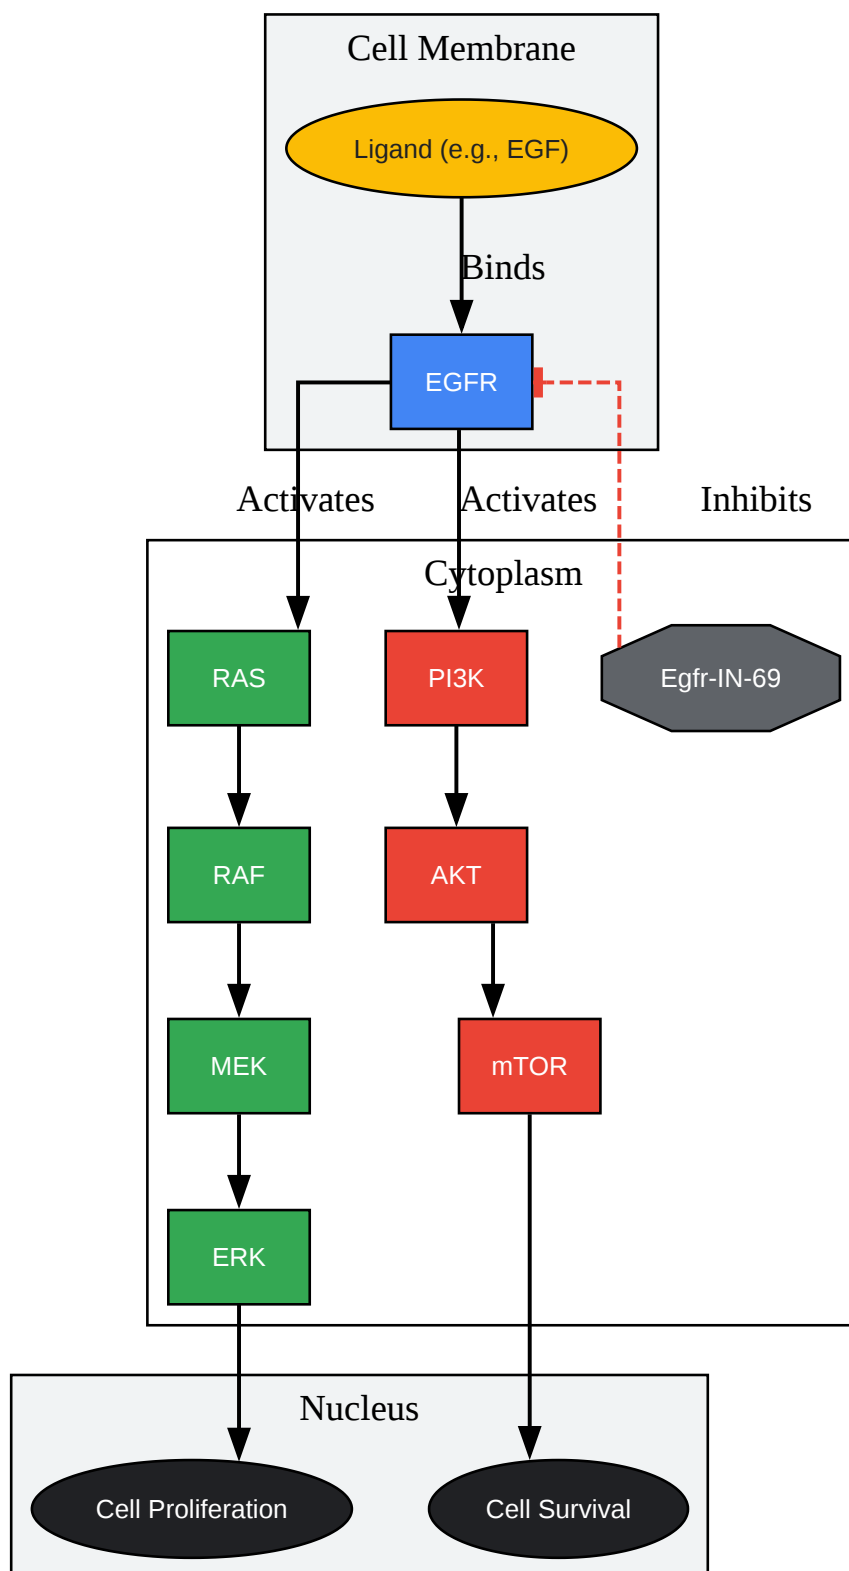 Cell Membrane
Ligand (e.g., EGF)
Binds
EGFR
Activates
Activates
Inhibits
Cytoplasm
RAS
PI3K
Egfr-IN-69
RAF
AKT
MEK
mTOR
ERK
Nucleus
Cell Proliferation
Cell Survival